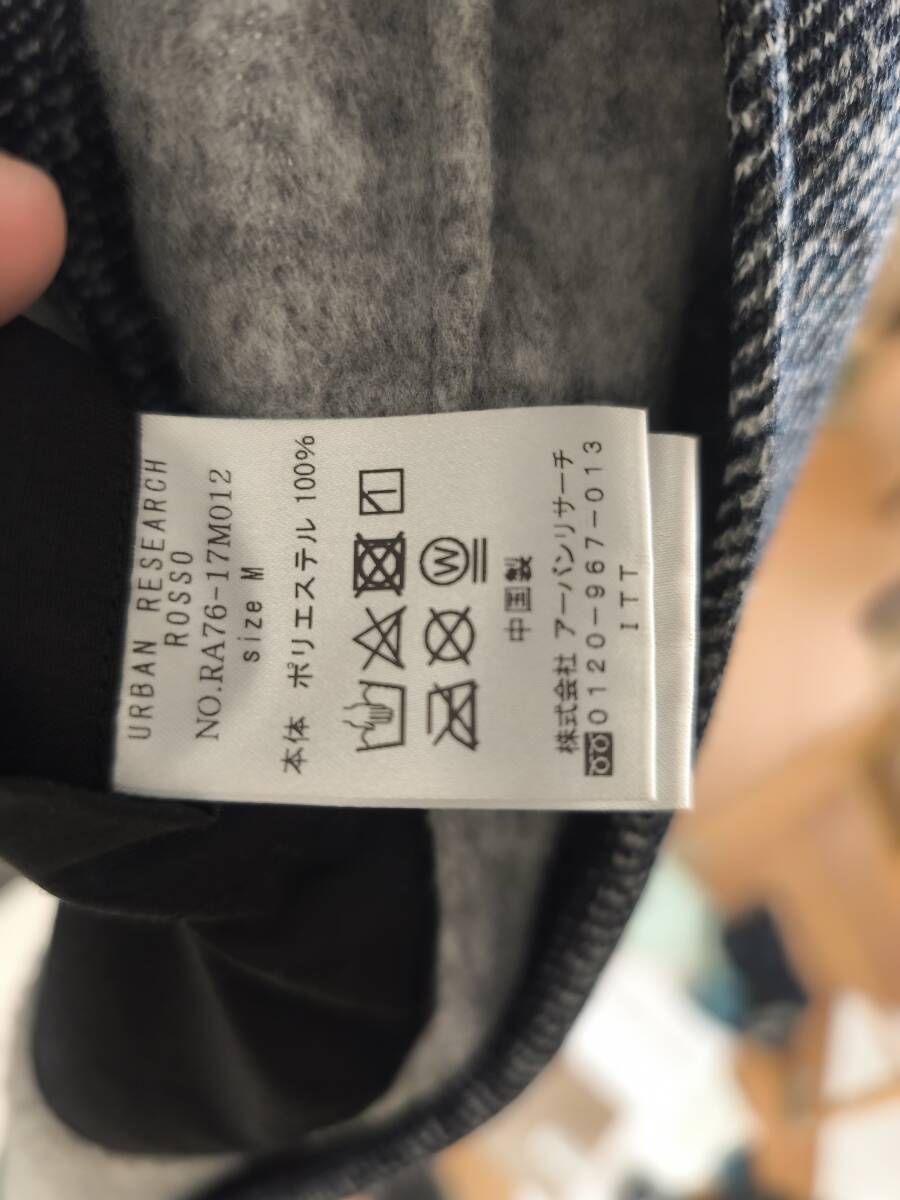 URBAN RESEARCH
ROSSO
NO.RA76-17M012
size M
本体 ポリエステル 100%
W
中国製
株式会社 アーバンリサーチ
0120-967-013
ITT